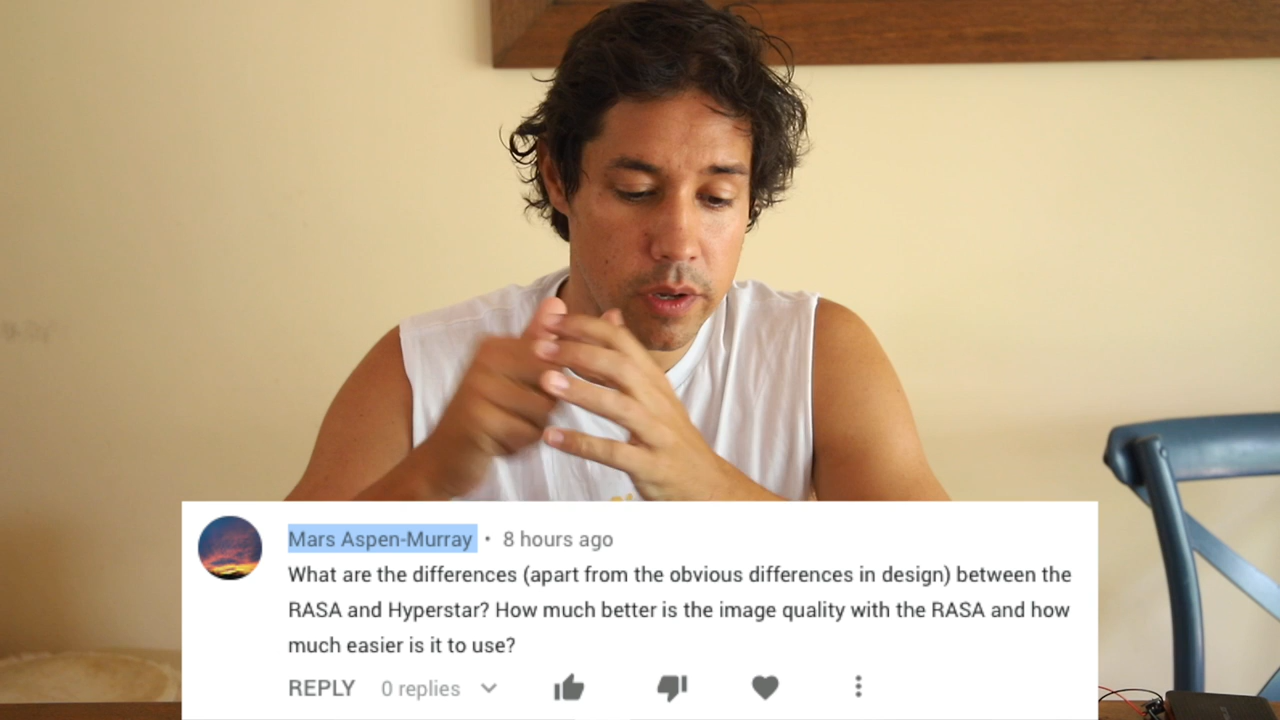 Mars Aspen-Murray • 8 hours ago
What are the differences (apart from the obvious differences in design) between the
RASA and Hyperstar? How much better is the image quality with the RASA and how
much easier is it to use?
REPLY 0 replies